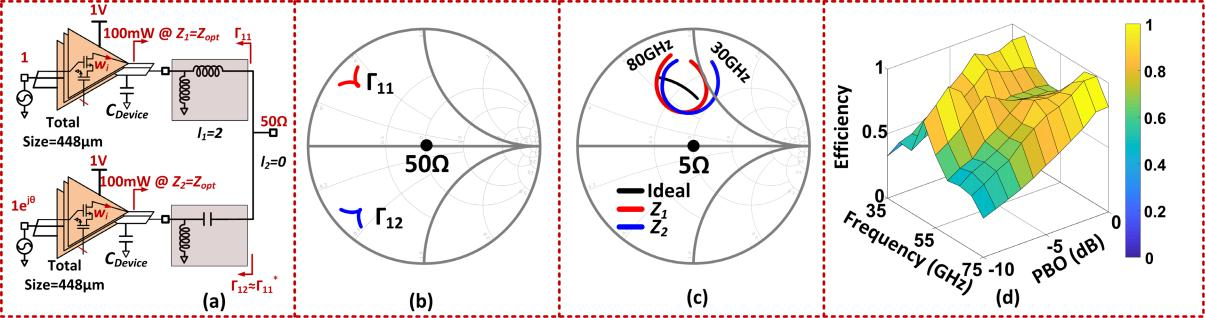 1V
100mW @ Z1=Zopt
Γ11
1
wi
CDevice
Total
Size=448μm
l1=2
50Ω
l2=0
1V
100mW @ Z2=Zopt
1e^jθ
wi
CDevice
Total
Size=448μm
Γ12≈Γ11*
(a)
Γ11
50Ω
Γ12
(b)
80GHz
30GHz
5Ω
Ideal
Z1
Z2
(c)
Efficiency
1
0.5
0
35
55
75
Frequency (GHz)
-10
-5
0
PBO (dB)
1
0.8
0.6
0.4
0.2
0
(d)